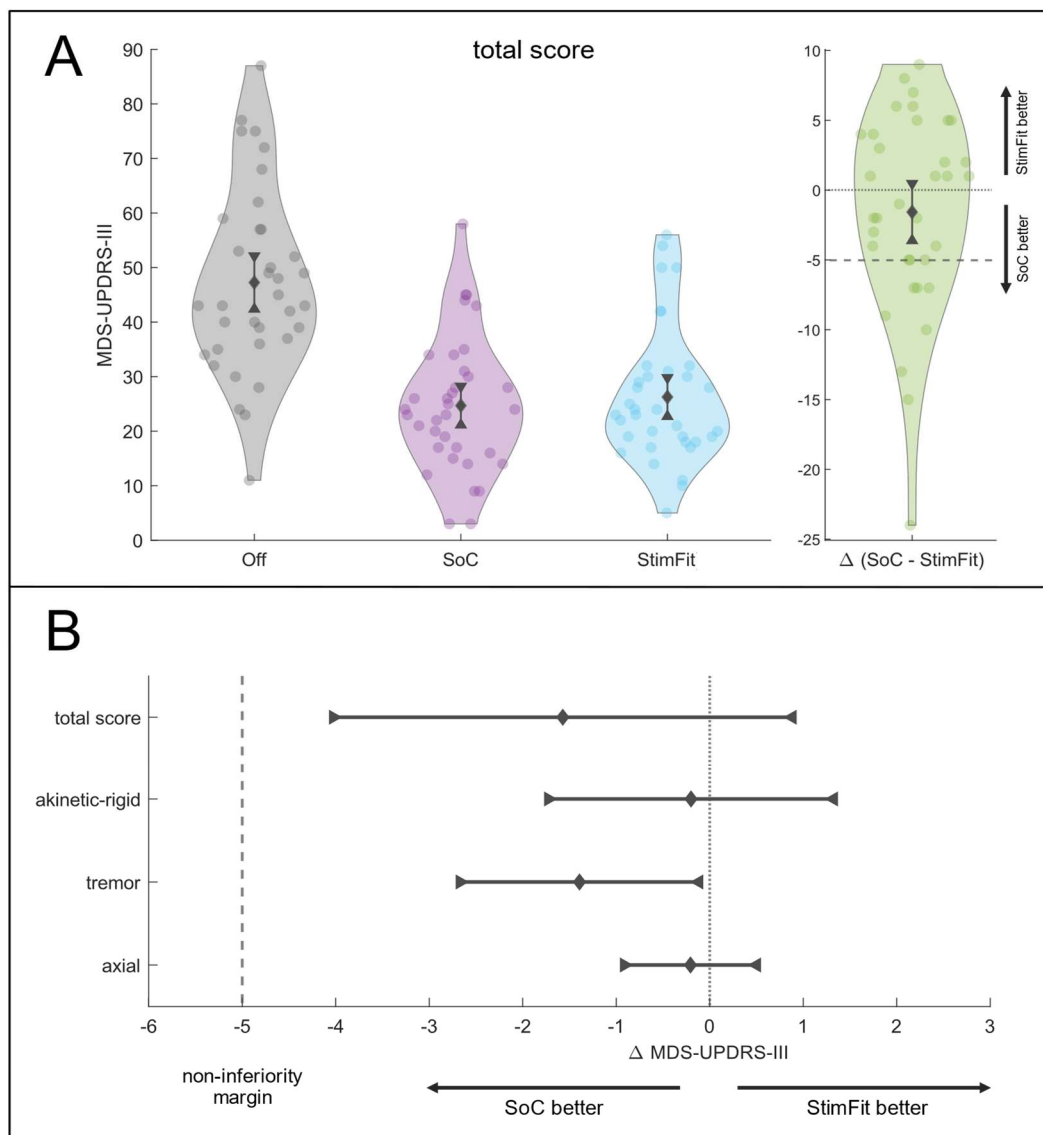 A
total score
MDS-UPDRS-III
90
80
70
60
50
40
30
20
10
0
Off
SoC
StimFit
10
5
0
-5
-10
-15
-20
-25
Δ (SoC - StimFit)
StimFit better
SoC better
B
total score
akinetic-rigid
tremor
axial
-6 -5 -4 -3 -2 -1 0 1 2 3
Δ MDS-UPDRS-III
non-inferiority
margin
SoC better
StimFit better